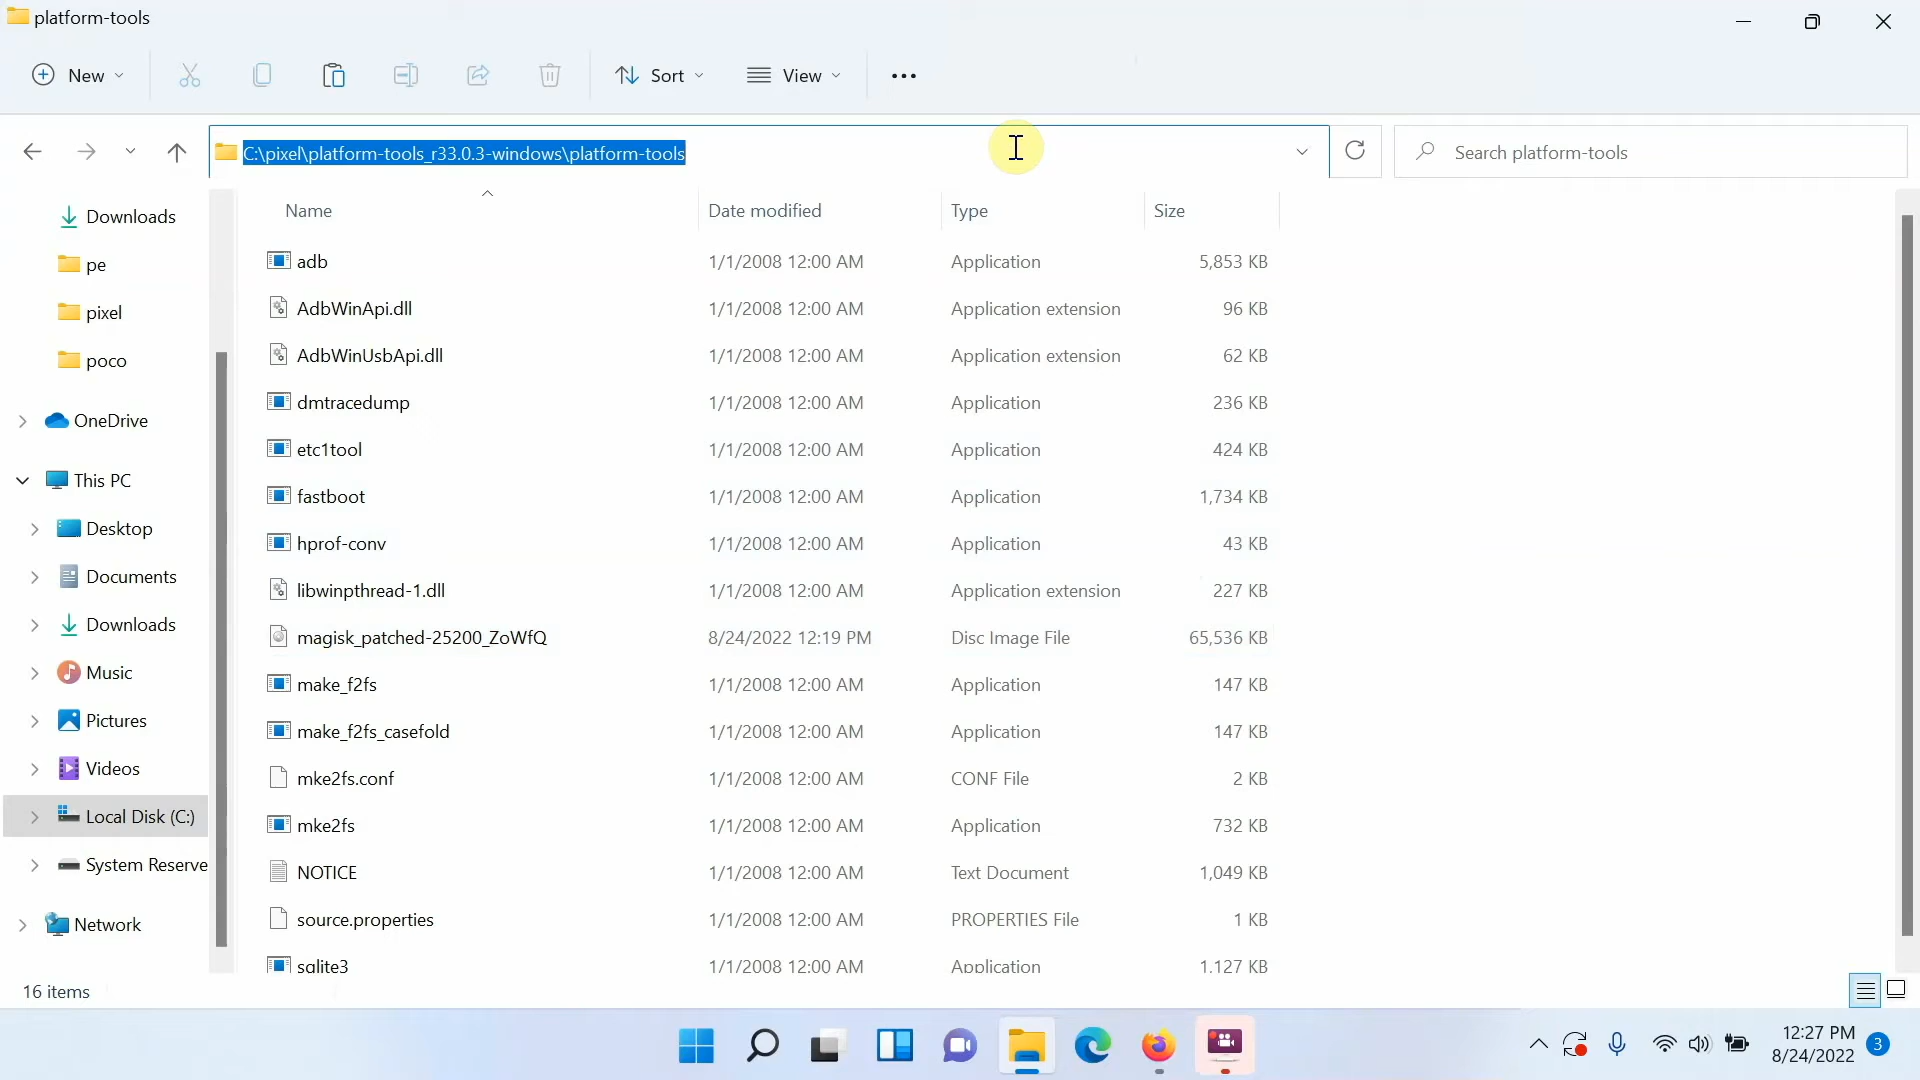 platform-tools
New
Sort
View
C:\pixel\platform-tools_r33.0.3-windows\platform-tools
Search platform-tools
Downloads
pe
pixel
poco
OneDrive
This PC
Desktop
Documents
Downloads
Music
Pictures
Videos
Local Disk (C:)
System Reserve
Network
Name Date modified Type Size
adb 1/1/2008 12:00 AM Application 5,853 KB
AdbWinApi.dll 1/1/2008 12:00 AM Application extension 96 KB
AdbWinUsbApi.dll 1/1/2008 12:00 AM Application extension 62 KB
dmtracedump 1/1/2008 12:00 AM Application 236 KB
etc1tool 1/1/2008 12:00 AM Application 424 KB
fastboot 1/1/2008 12:00 AM Application 1,734 KB
hprof-conv 1/1/2008 12:00 AM Application 43 KB
libwinpthread-1.dll 1/1/2008 12:00 AM Application extension 227 KB
magisk_patched-25200_ZoWfQ 8/24/2022 12:19 PM Disc Image File 65,536 KB
make_f2fs 1/1/2008 12:00 AM Application 147 KB
make_f2fs_casefold 1/1/2008 12:00 AM Application 147 KB
mke2fs.conf 1/1/2008 12:00 AM CONF File 2 KB
mke2fs 1/1/2008 12:00 AM Application 732 KB
NOTICE 1/1/2008 12:00 AM Text Document 1,049 KB
source.properties 1/1/2008 12:00 AM PROPERTIES File 1 KB
sqlite3 1/1/2008 12:00 AM Application 1,127 KB
16 items
12:27 PM
8/24/2022
3